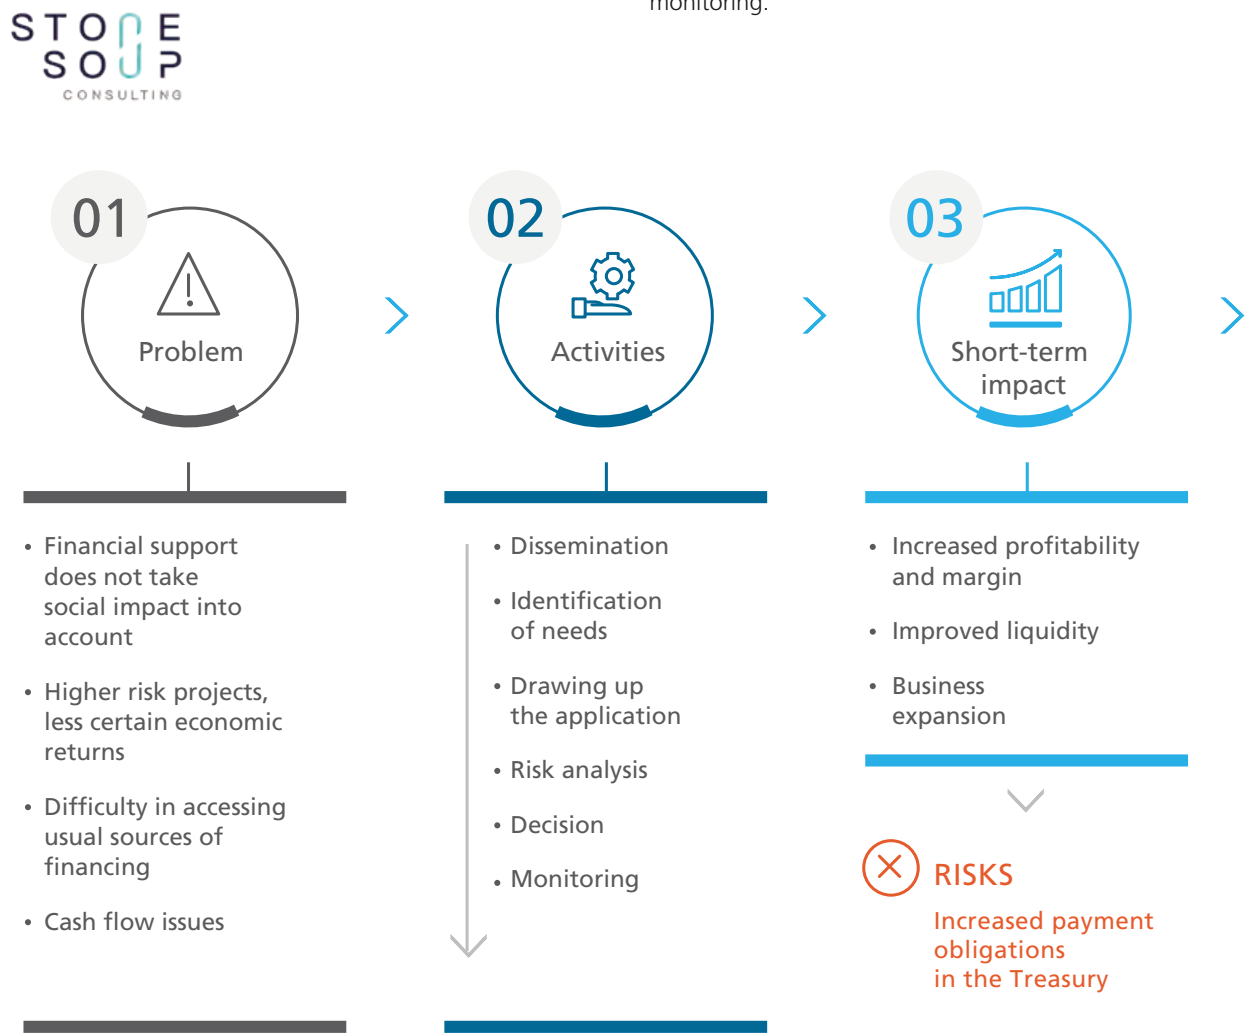 monitoring.
STONE
SOUP
CONSULTING
01
Problem
02
Activities
03
Short-term
impact
• Financial support
does not take
social impact into
account
• Higher risk projects,
less certain economic
returns
• Difficulty in accessing
usual sources of
financing
• Cash flow issues
• Dissemination
• Identification
of needs
• Drawing up
the application
• Risk analysis
• Decision
• Monitoring
• Increased profitability
and margin
• Improved liquidity
• Business
expansion
RISKS
Increased payment
obligations
in the Treasury